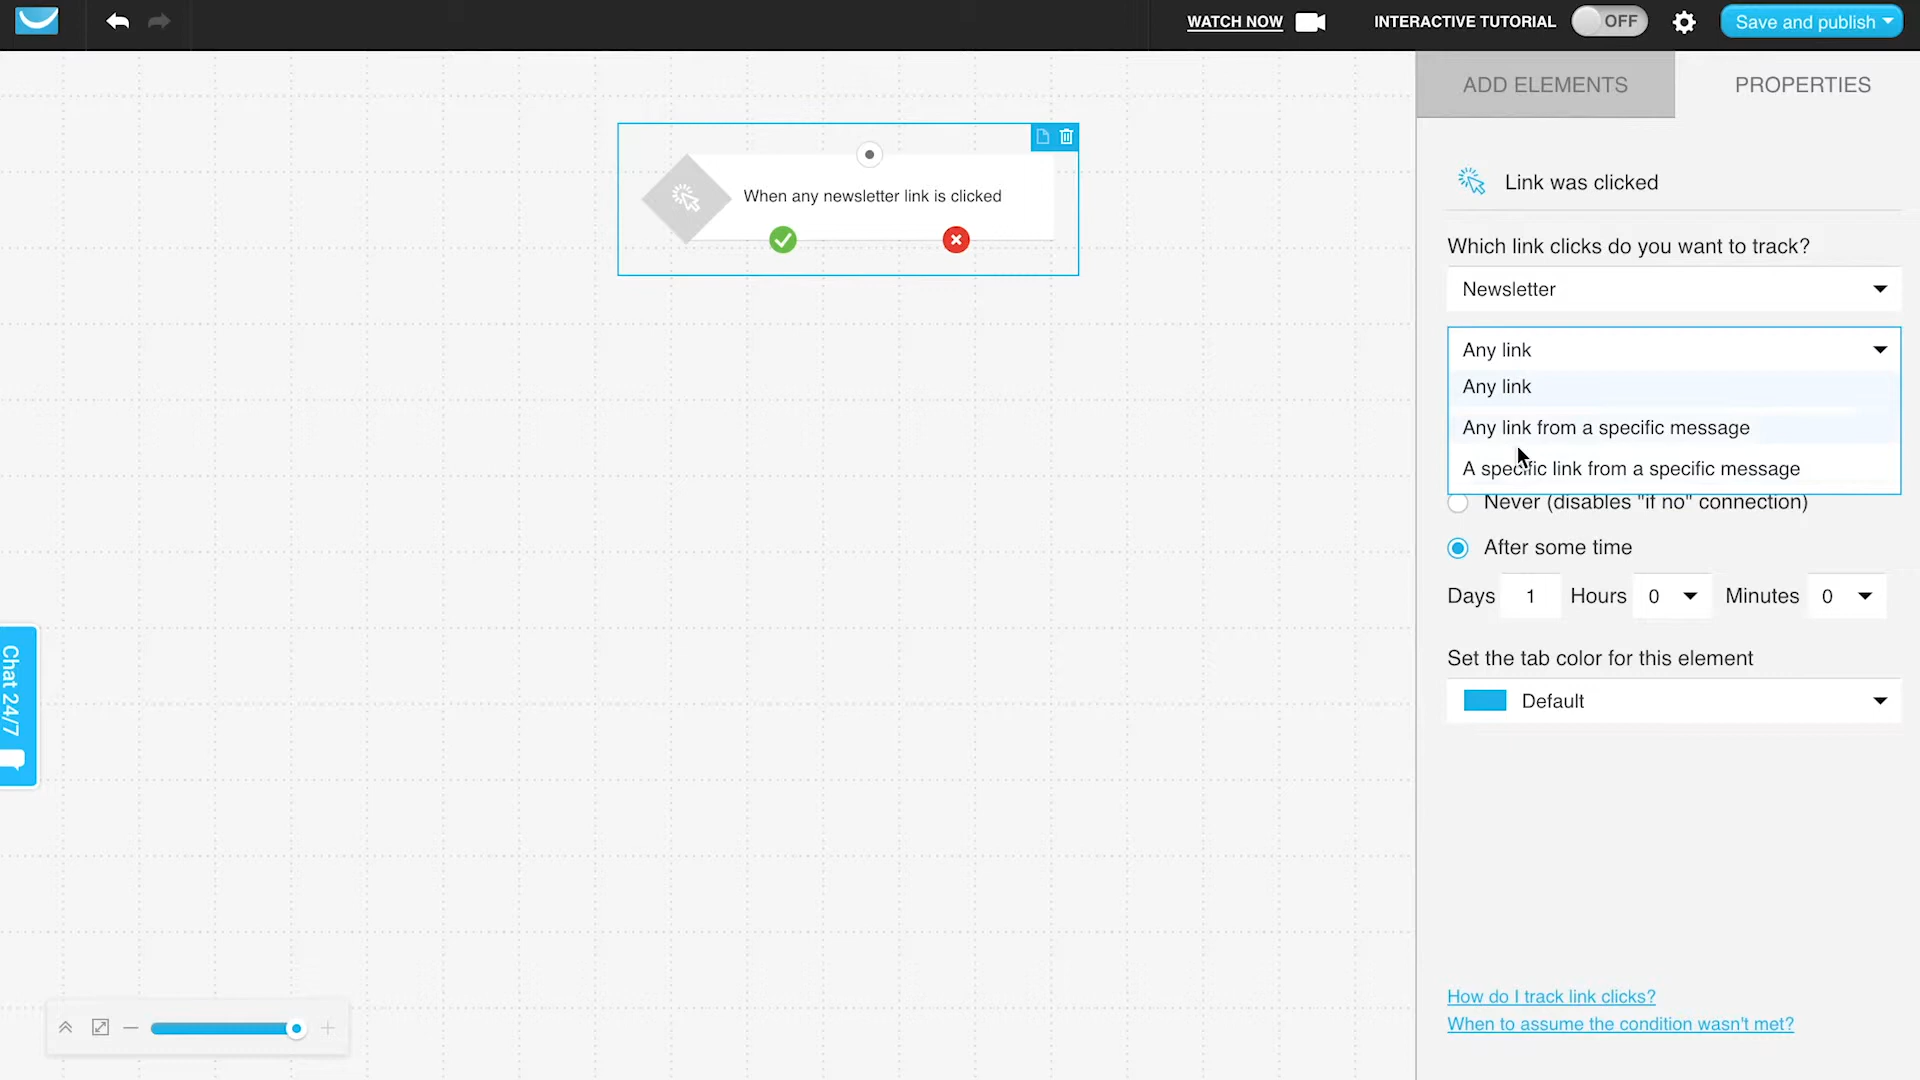 WATCH NOW
INTERACTIVE TUTORIAL
OFF
Save and publish
ADD ELEMENTS
PROPERTIES
When any newsletter link is clicked
Link was clicked
Which link clicks do you want to track?
Newsletter
Any link
Any link
Any link from a specific message
A specific link from a specific message
Never (disables "if no" connection)
After some time
Days 1 Hours 0 Minutes 0
Set the tab color for this element
Default
Chat 24/7
How do I track link clicks?
When to assume the condition wasn't met?